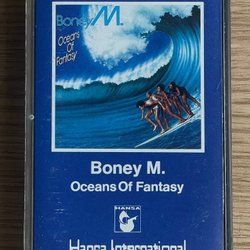 Boney M.
Oceans
Of
Fantasy
Boney M.
Oceans Of Fantasy
HANSA
Hansa International